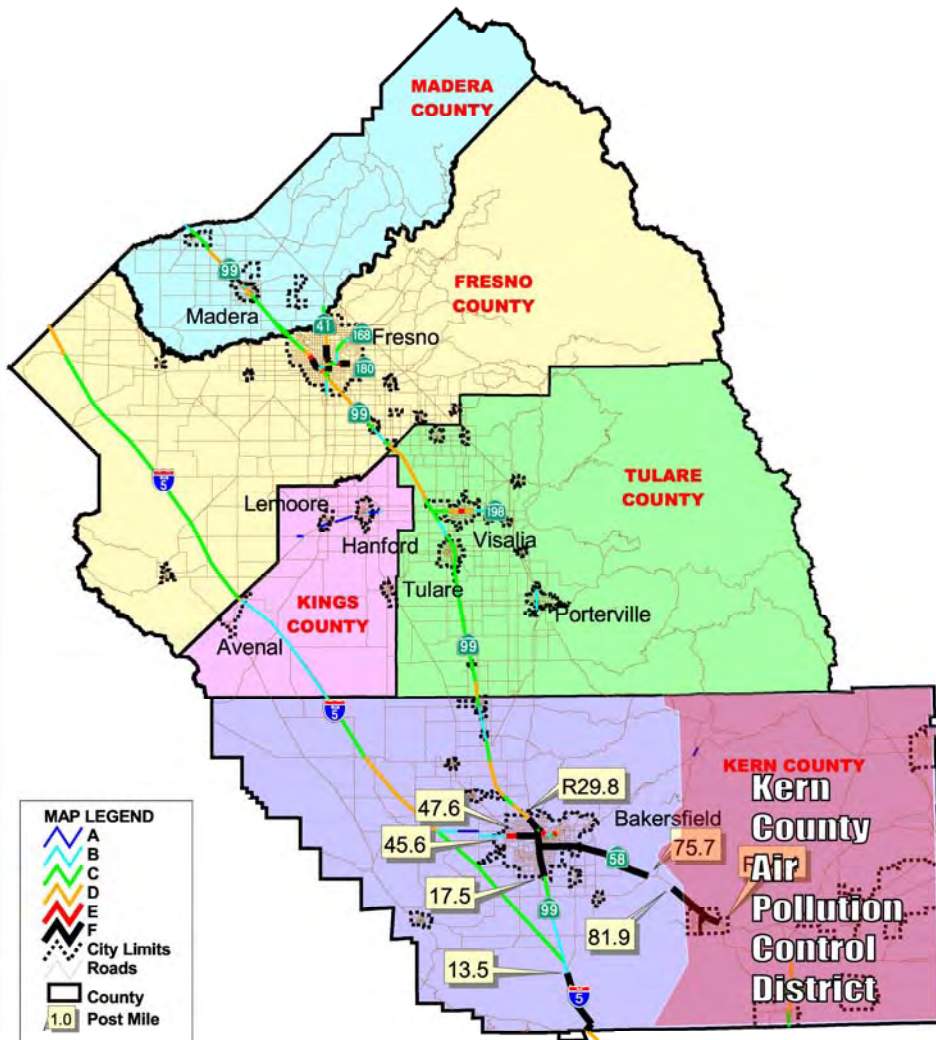 MADERA
COUNTY
99
Madera
FRESNO
COUNTY
41
168
Fresno
180
99
5
TULARE
COUNTY
Lemoore
Hanford
198
Visalia
Tulare
KINGS
COUNTY
Porterville
Avenal
99
5
KERN COUNTY
Kern
County
Air
Pollution
Control
District
R29.8
47.6
Bakersfield
45.6
75.7
58
17.5
99
81.9
13.5
5
MAP LEGEND
A
B
C
D
E
F
City Limits
Roads
County
1.0 Post Mile